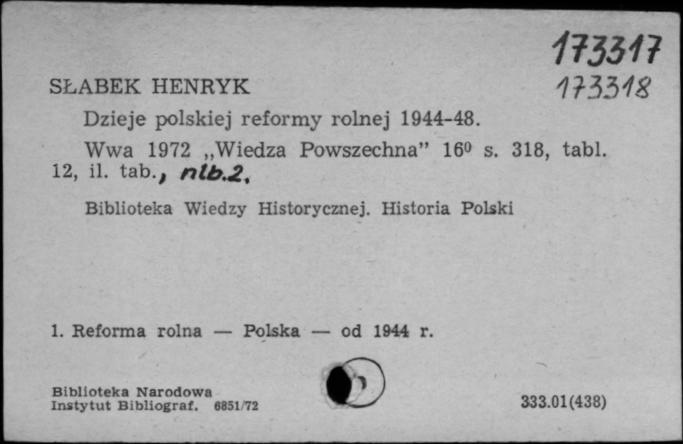 173317
173318
SŁABEK HENRYK
Dzieje polskiej reformy rolnej 1944-48.
Wwa 1972 „Wiedza Powszechna” 16⁰ s. 318, tabl.
12, il. tab., nlb.2.
Biblioteka Wiedzy Historycznej. Historia Polski
1. Reforma rolna — Polska — od 1944 r.
Biblioteka Narodowa
Instytut Bibliograf. 6851/72
333.01(438)